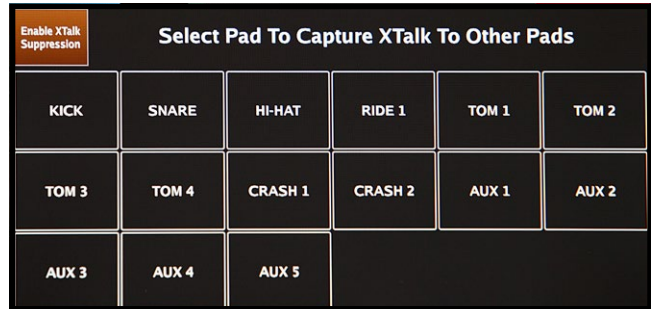 Enable XTalk
Suppression
Select Pad To Capture XTalk To Other Pads
KICK SNARE HI-HAT RIDE 1 TOM 1 TOM 2
TOM 3 TOM 4 CRASH 1 CRASH 2 AUX 1 AUX 2
AUX 3 AUX 4 AUX 5